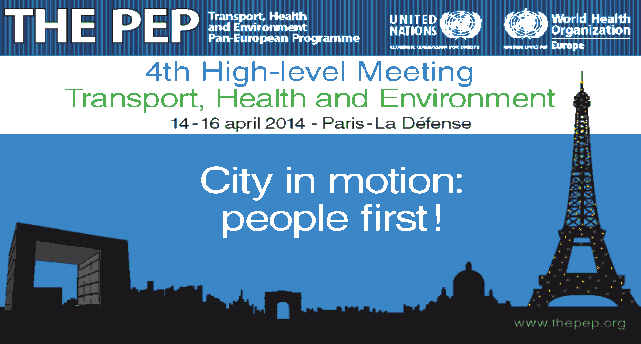 THE PEP
Transport, Health
and Environment
Pan-European Programme
UNITED
NATIONS
World Health
Organization
Europe
4th High-level Meeting
Transport, Health and Environment
14-16 april 2014 - Paris-La Défense
City in motion:
people first!
www.thepep.org